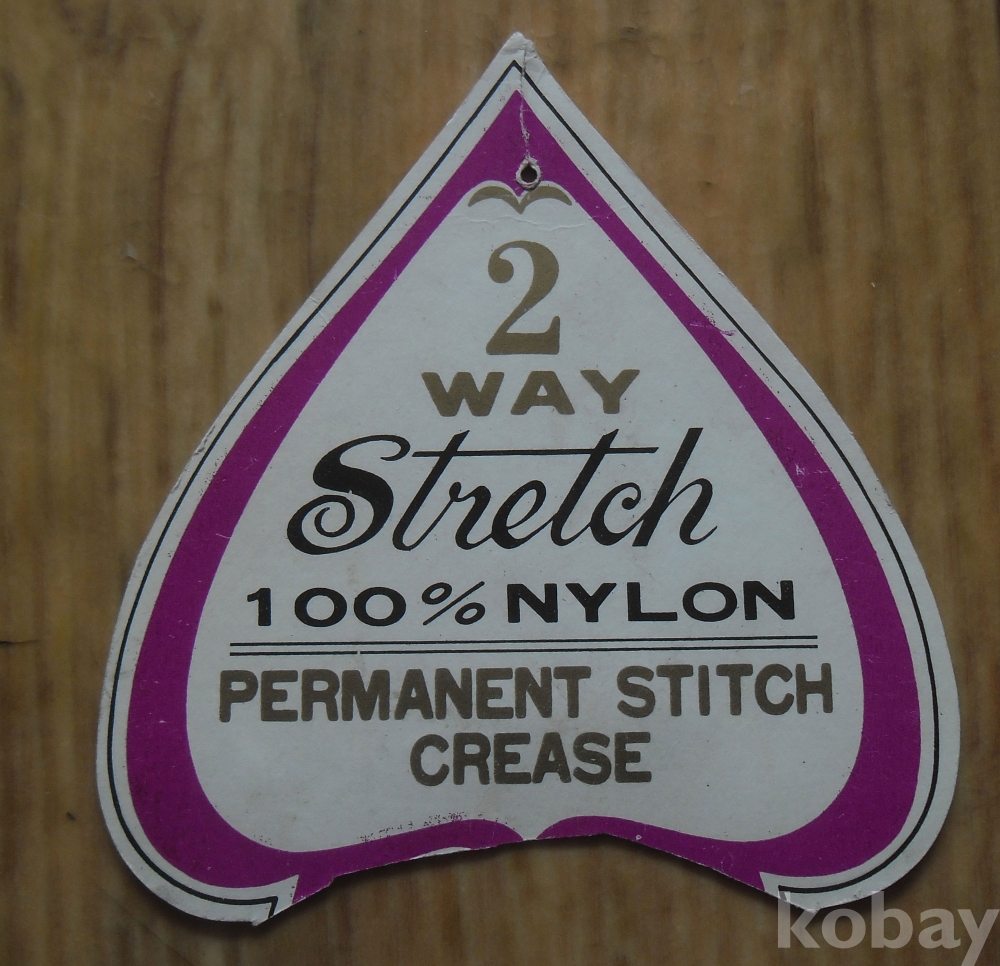 2
WAY
Stretch
100% NYLON
PERMANENT STITCH
CREASE
kobay